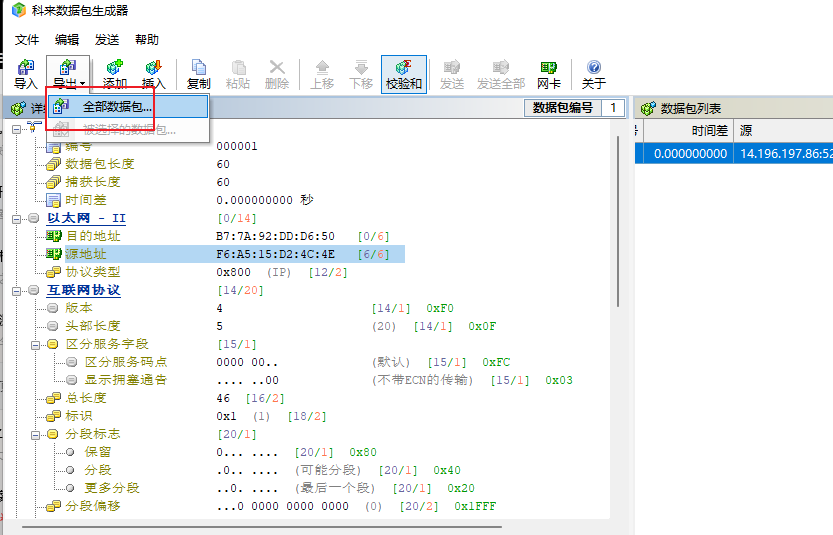 科来数据包生成器
文件 编辑 发送 帮助
导入 导出 添加 插入 复制 粘贴 删除 上移 下移 校验和 发送 发送全部 网卡 关于
全部数据包...
被选择的数据包...
数据包编号 1
数据包列表
时间差 源
0.000000000 14.196.197.86:52
编号 000001
数据包长度 60
捕获长度 60
时间差 0.000000000 秒
以太网 - II [0/14]
目的地址 B7:7A:92:DD:D6:50 [0/6]
源地址 F6:A5:15:D2:4C:4E [6/6]
协议类型 0x800 (IP) [12/2]
互联网协议 [14/20]
版本 4 [14/1] 0xF0
头部长度 5 (20) [14/1] 0x0F
区分服务字段 [15/1]
区分服务码点 0000 00.. (默认) [15/1] 0xFC
显示拥塞通告 .... ..00 (不带ECN的传输) [15/1] 0x03
总长度 46 [16/2]
标识 0x1 (1) [18/2]
分段标志 [20/1]
保留 0... .... [20/1] 0x80
分段 .0.. .... (可能分段) [20/1] 0x40
更多分段 ..0. .... (最后一个段) [20/1] 0x20
分段偏移 ...0 0000 0000 0000 (0) [20/2] 0x1FFF